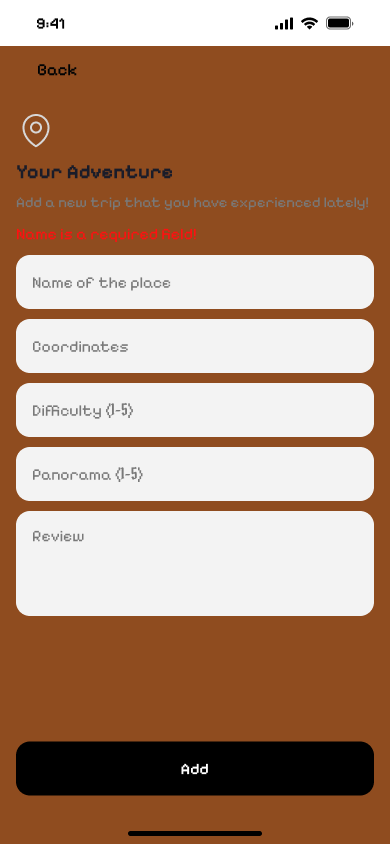 9:41
Back
Your Adventure
Add a new trip that you have experienced lately!
Name is a required field!
Name of the place
Coordinates
Difficulty (1-5)
Panorama (1-5)
Review
Add